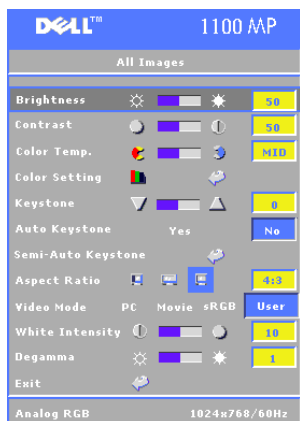 DELL™ 1100 MP
All Images
Brightness 50
Contrast 50
Color Temp. MID
Color Setting
Keystone 0
Auto Keystone Yes No
Semi-Auto Keystone
Aspect Ratio 4:3
Video Mode PC Movie sRGB User
White Intensity 10
Degamma 1
Exit
Analog RGB 1024x768/60Hz